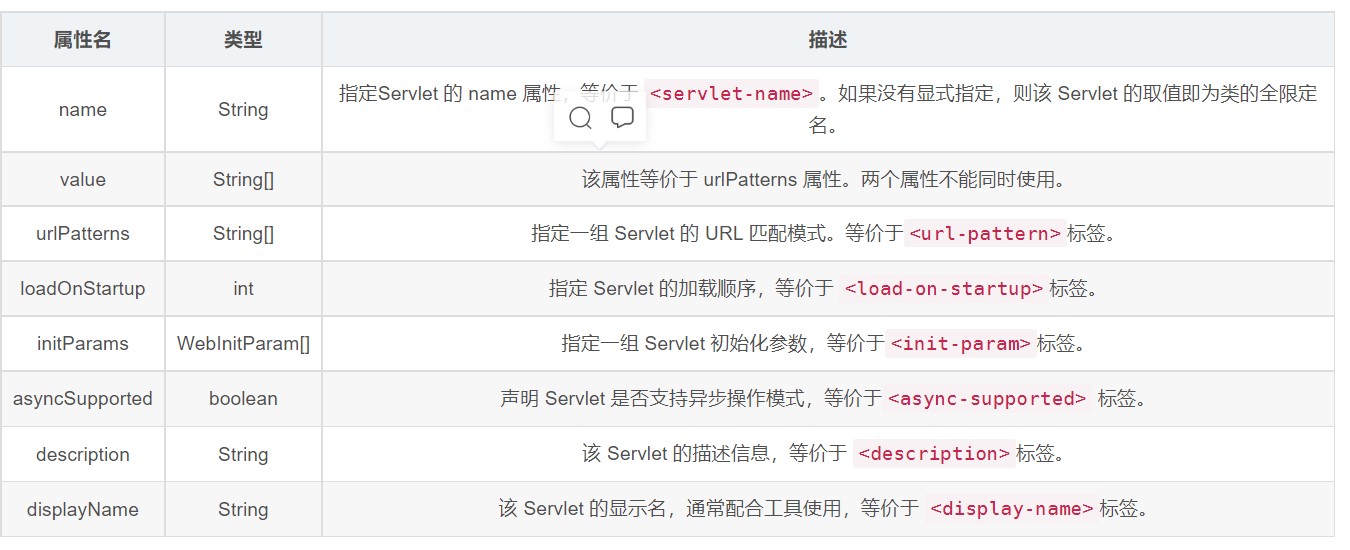 属性名 类型 描述
name String 指定Servlet 的 name 属性，等价于 <servlet-name>。如果没有显式指定，则该 Servlet 的取值即为类的全限定
名。
value String[] 该属性等价于 urlPatterns 属性。两个属性不能同时使用。
urlPatterns String[] 指定一组 Servlet 的 URL 匹配模式。等价于<url-pattern>标签。
loadOnStartup int 指定 Servlet 的加载顺序，等价于 <load-on-startup>标签。
initParams WebInitParam[] 指定一组 Servlet 初始化参数，等价于<init-param>标签。
asyncSupported boolean 声明 Servlet 是否支持异步操作模式，等价于<async-supported> 标签。
description String 该 Servlet 的描述信息，等价于 <description>标签。
displayName String 该 Servlet 的显示名，通常配合工具使用，等价于 <display-name>标签。